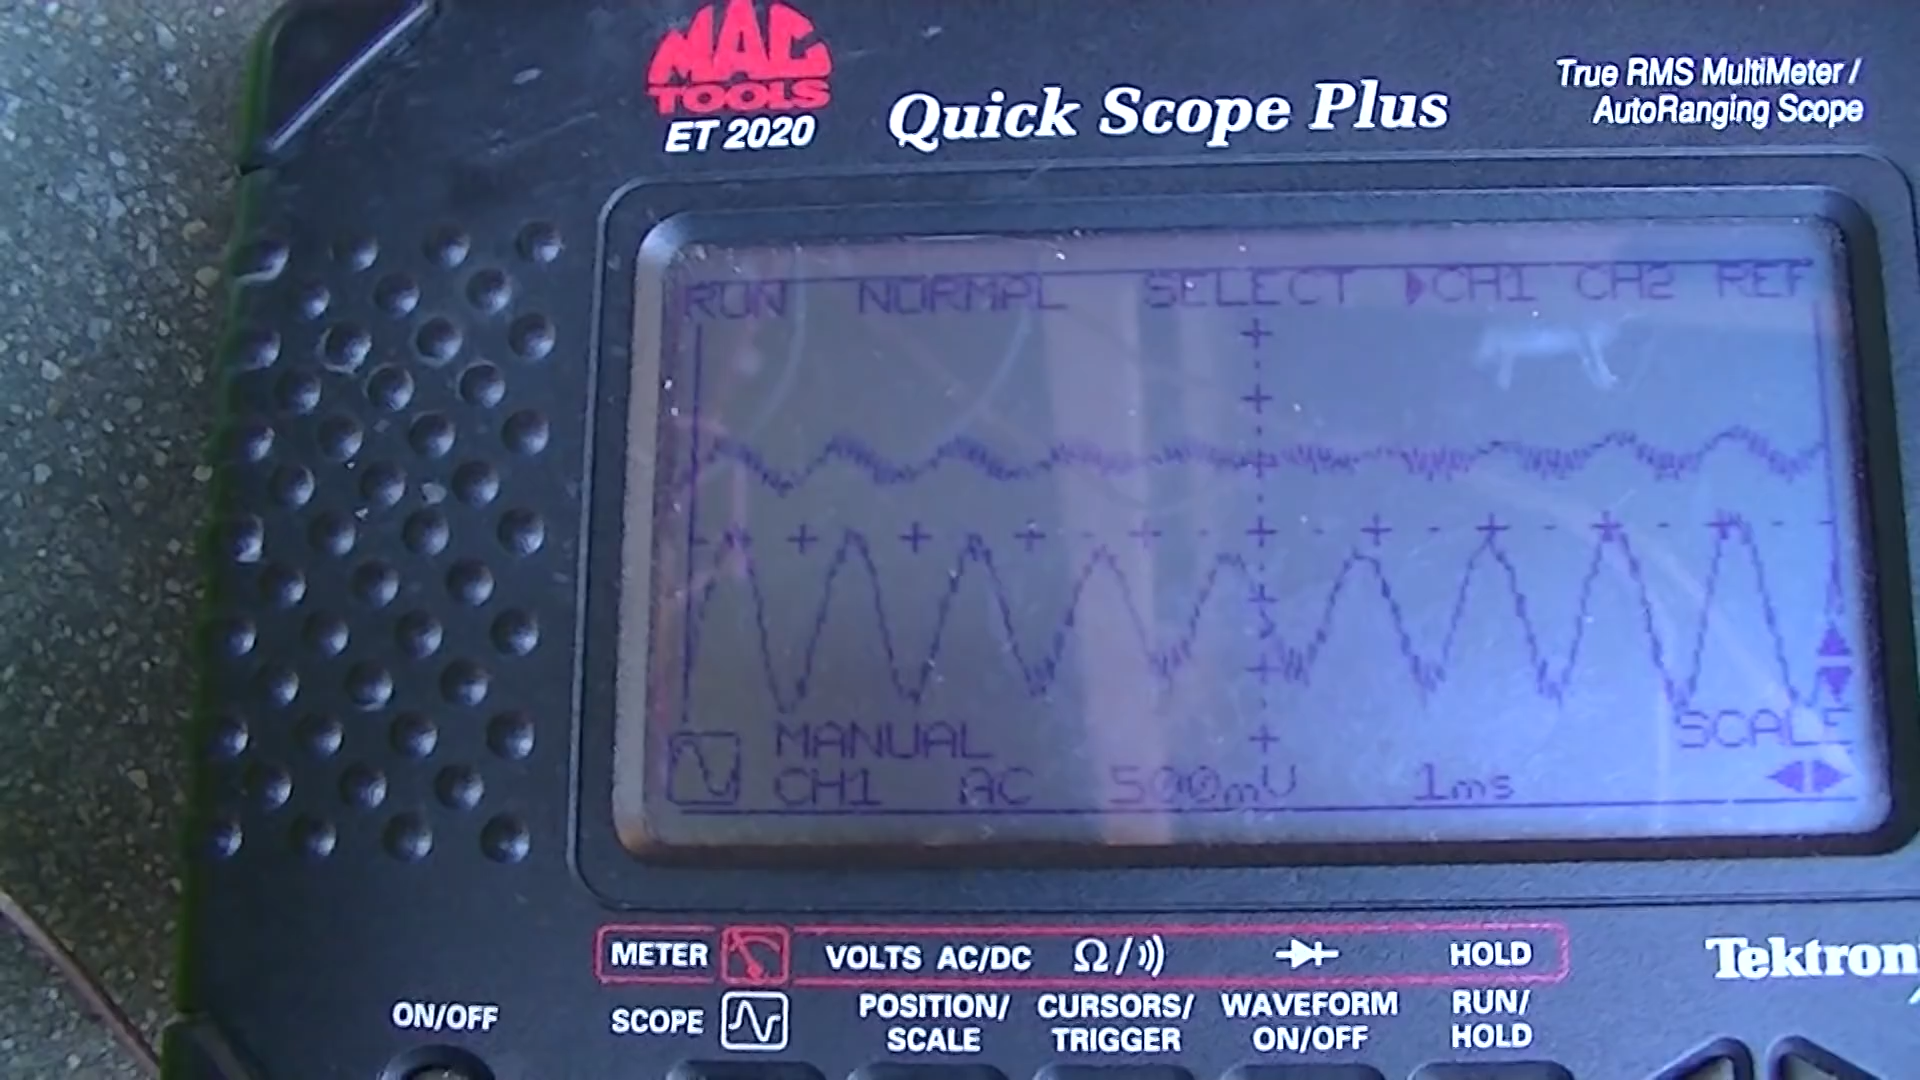 MAC
TOOLS
ET 2020
Quick Scope Plus
True RMS MultiMeter /
AutoRanging Scope
RUN NORMAL SELECT CH1 CH2 REF
MANUAL
SCALE
CH1 AC 500mV 1ms
METER VOLTS AC/DC Ω/))) HOLD
Tektron
ON/OFF
SCOPE
POSITION/
SCALE
CURSORS/
TRIGGER
WAVEFORM
ON/OFF
RUN/
HOLD